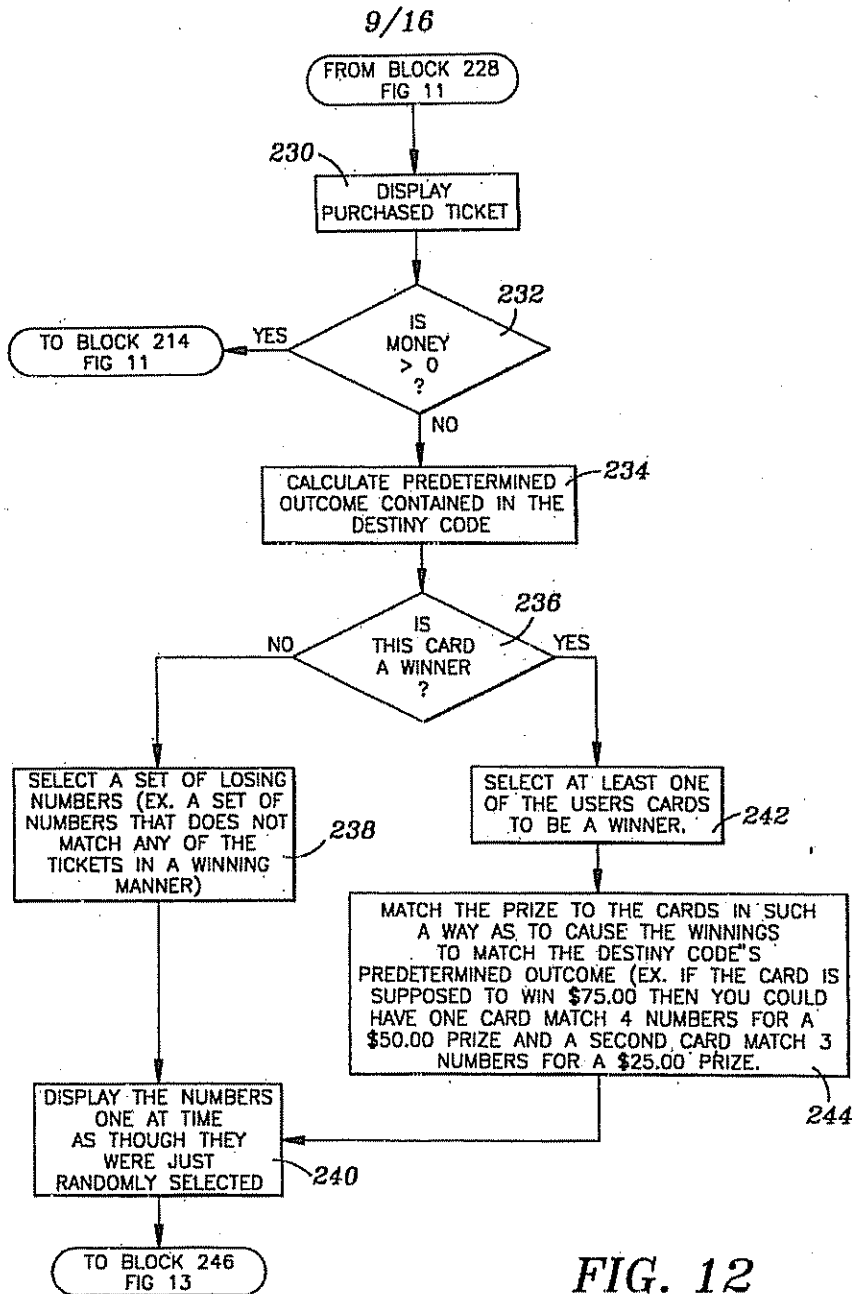 9/16
FROM BLOCK 228
FIG 11
230
DISPLAY
PURCHASED TICKET
232
IS
MONEY
> 0
?
YES
TO BLOCK 214
FIG 11
NO
CALCULATE PREDETERMINED
OUTCOME CONTAINED IN THE
DESTINY CODE
234
236
IS
THIS CARD
A WINNER
?
NO
YES
SELECT A SET OF LOSING
NUMBERS (EX. A SET OF
NUMBERS THAT DOES NOT
MATCH ANY OF THE
TICKETS IN A WINNING
MANNER)
238
SELECT AT LEAST ONE
OF THE USERS CARDS
TO BE A WINNER.
242
MATCH THE PRIZE TO THE CARDS IN SUCH
A WAY AS TO CAUSE THE WINNINGS
TO MATCH THE DESTINY CODE"S
PREDETERMINED OUTCOME (EX. IF THE CARD IS
SUPPOSED TO WIN $75.00 THEN YOU COULD
HAVE ONE CARD MATCH 4 NUMBERS FOR A
$50.00 PRIZE AND A SECOND CARD MATCH 3
NUMBERS FOR A $25.00 PRIZE.
244
DISPLAY THE NUMBERS
ONE AT TIME
AS THOUGH THEY
WERE JUST
RANDOMLY SELECTED
240
TO BLOCK 246
FIG 13
FIG. 12